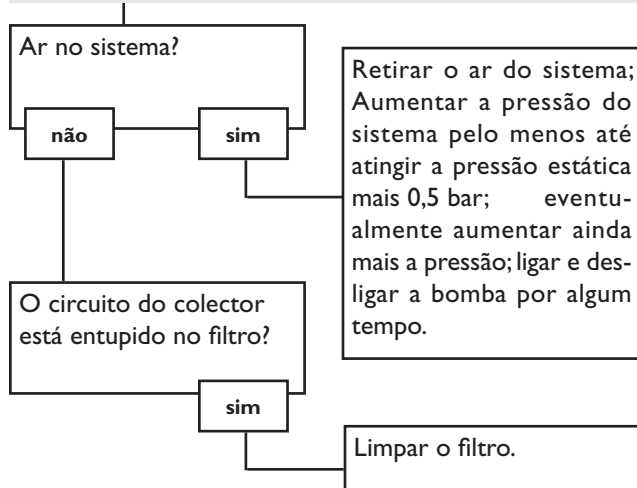 Ar no sistema?
não
sim
Retirar o ar do sistema;
Aumentar a pressão do
sistema pelo menos até
atingir a pressão estática
mais 0,5 bar; eventu-
almente aumentar ainda
mais a pressão; ligar e des-
ligar a bomba por algum
tempo.
O circuito do colector
está entupido no filtro?
sim
Limpar o filtro.